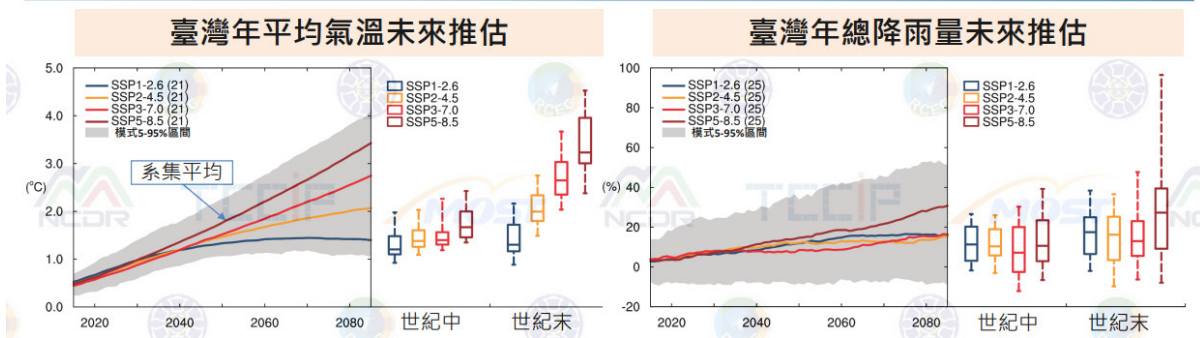 臺灣年平均氣溫未來推估
5.0
4.0
3.0
2.0
1.0
0.0
(°C)
SSP1-2.6 (21)
SSP2-4.5 (21)
SSP3-7.0 (21)
SSP5-8.5 (21)
模式5-95%區間
系集平均
SSP1-2.6
SSP2-4.5
SSP3-7.0
SSP5-8.5
2020
2040
2060
2080
世紀中
世紀末
NCDR
TCCIP
MOST
臺灣年總降雨量未來推估
100
80
60
40
20
0
-20
(%)
SSP1-2.6 (25)
SSP2-4.5 (25)
SSP3-7.0 (25)
SSP5-8.5 (25)
模式5-95%區間
SSP1-2.6
SSP2-4.5
SSP3-7.0
SSP5-8.5
2020
2040
2060
2080
世紀中
世紀末
NCDR
TCCIP
MOST
NCDR